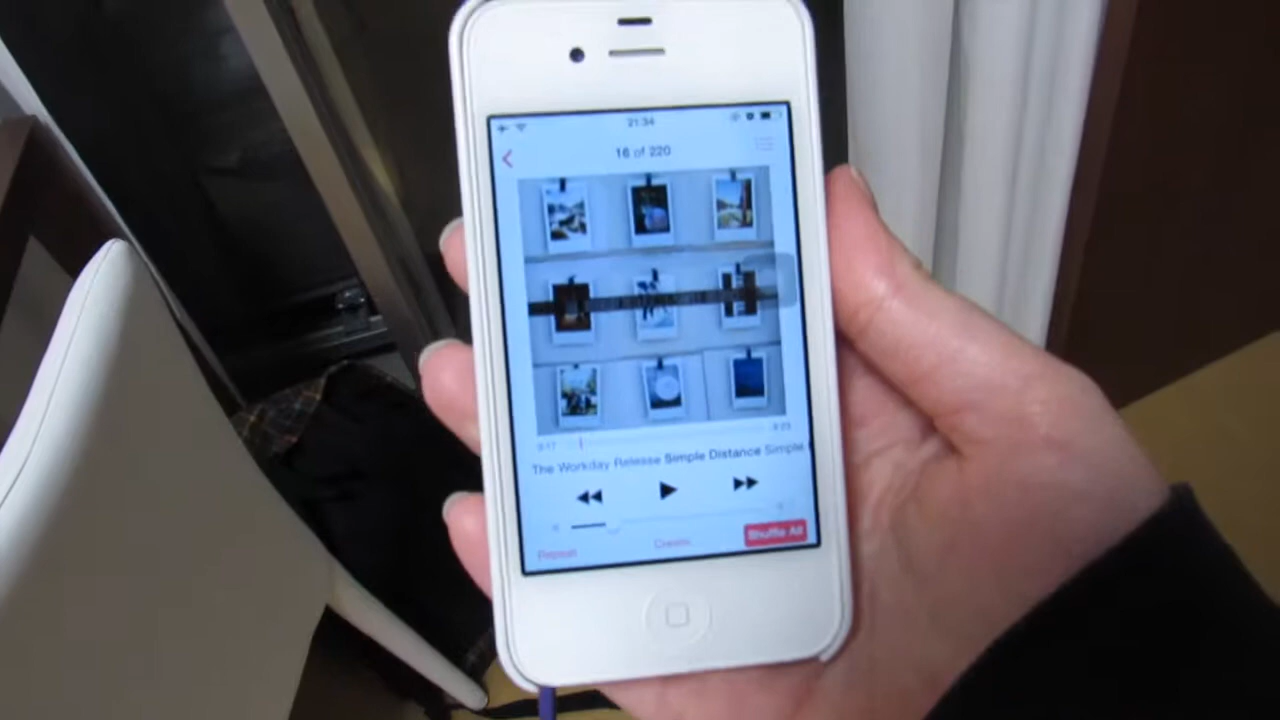 21:34
16 of 220
The Workday Release Simple Distance Simple
Repeat
Create
Shuffle All